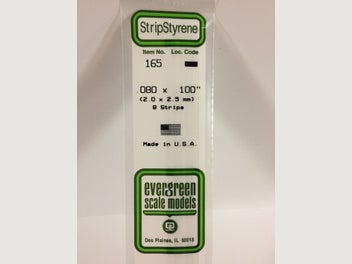 StripStyrene
Item No. Loc. Code
165
.080 x .100"
(2.0 x 2.5 mm)
8 Strips
Made in U.S.A.
evergreen
scale models
Des Plaines, IL 60018